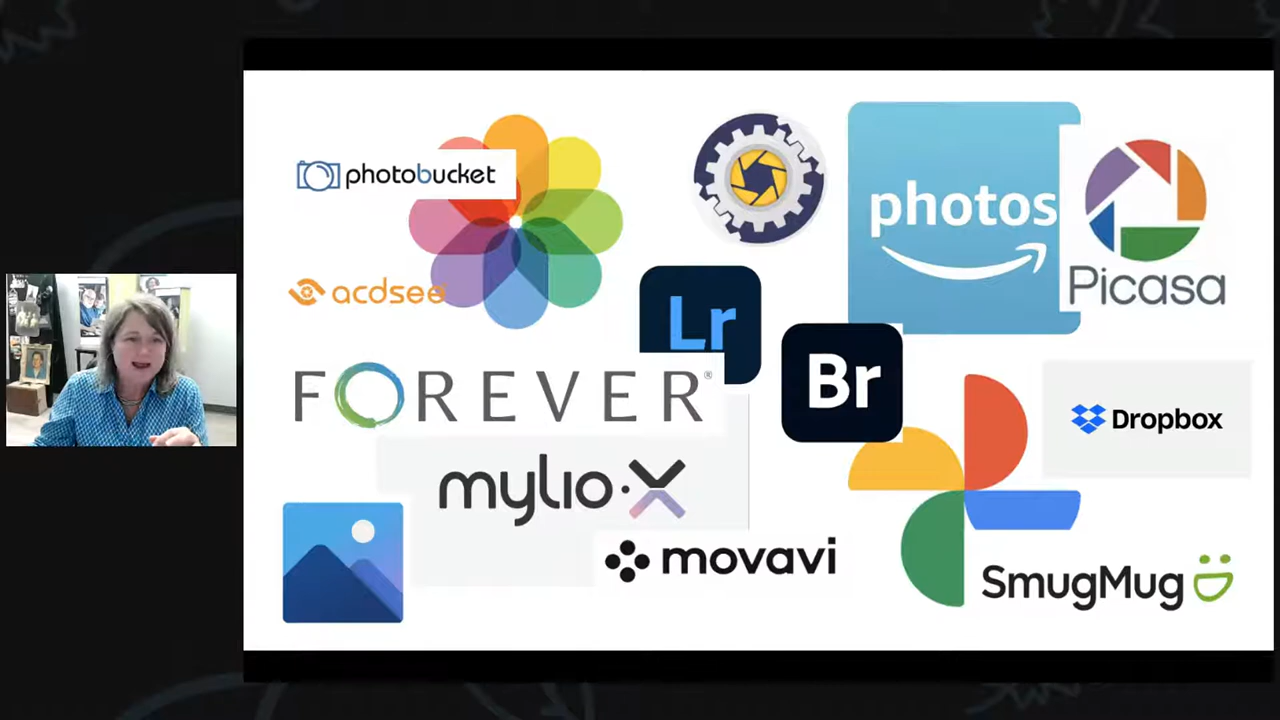 photobucket
photos
Picasa
acdsee
Lr
Br
FOREVER®
Dropbox
mylio.X
movavi
SmugMug